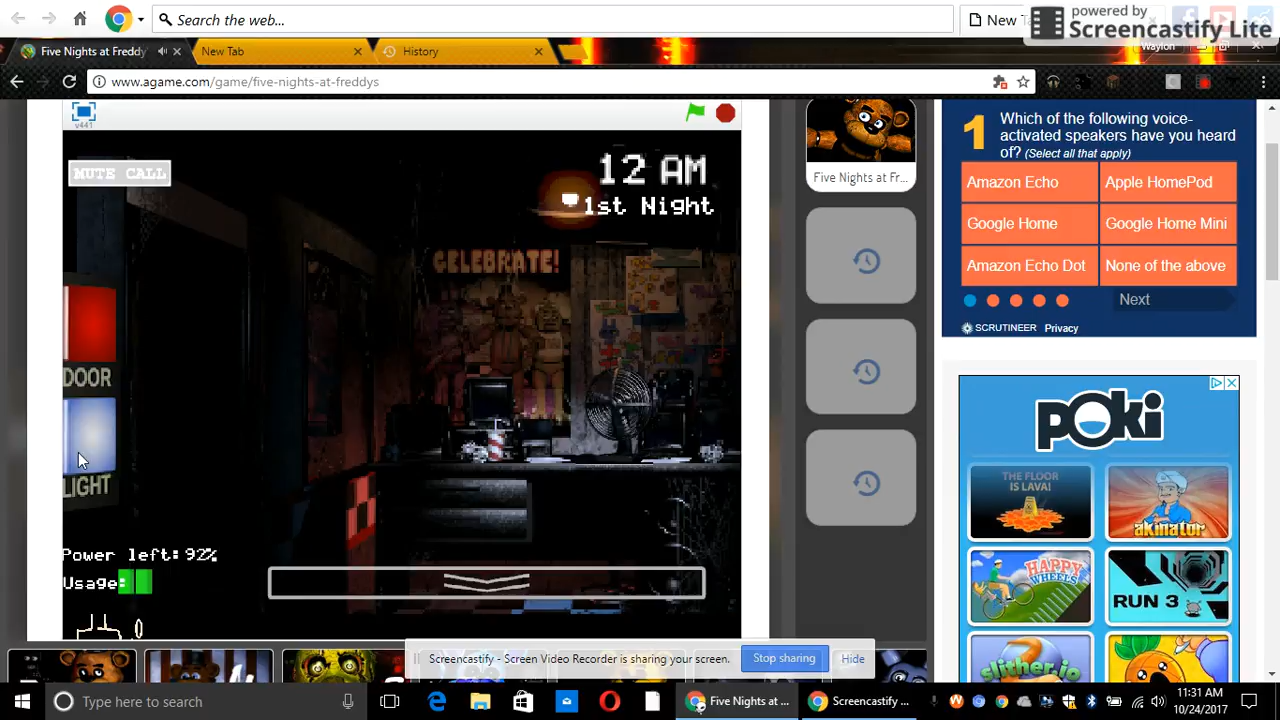 Search the web...
New Ta
powered by
Screencastify Lite
Five Nights at Freddy
New Tab
History
Waylon
www.agame.com/game/five-nights-at-freddys
v441
MUTE CALL
12 AM
1st Night
CELEBRATE!
DOOR
LIGHT
Power left: 92%
Usage:
Five Nights at Fr...
1
Which of the following voice-
activated speakers have you heard
of? (Select all that apply)
Amazon Echo
Apple HomePod
Google Home
Google Home Mini
Amazon Echo Dot
None of the above
Next
SCRUTINEER Privacy
POKi
THE FLOOR
IS LAVA!
akinator
HAPPY
WHEELS
RUN 3
slither.io
Screencastify - Screen Video Recorder is sharing your screen.
Stop sharing
Hide
Type here to search
Five Nights at ...
Screencastify ...
11:31 AM
10/24/2017